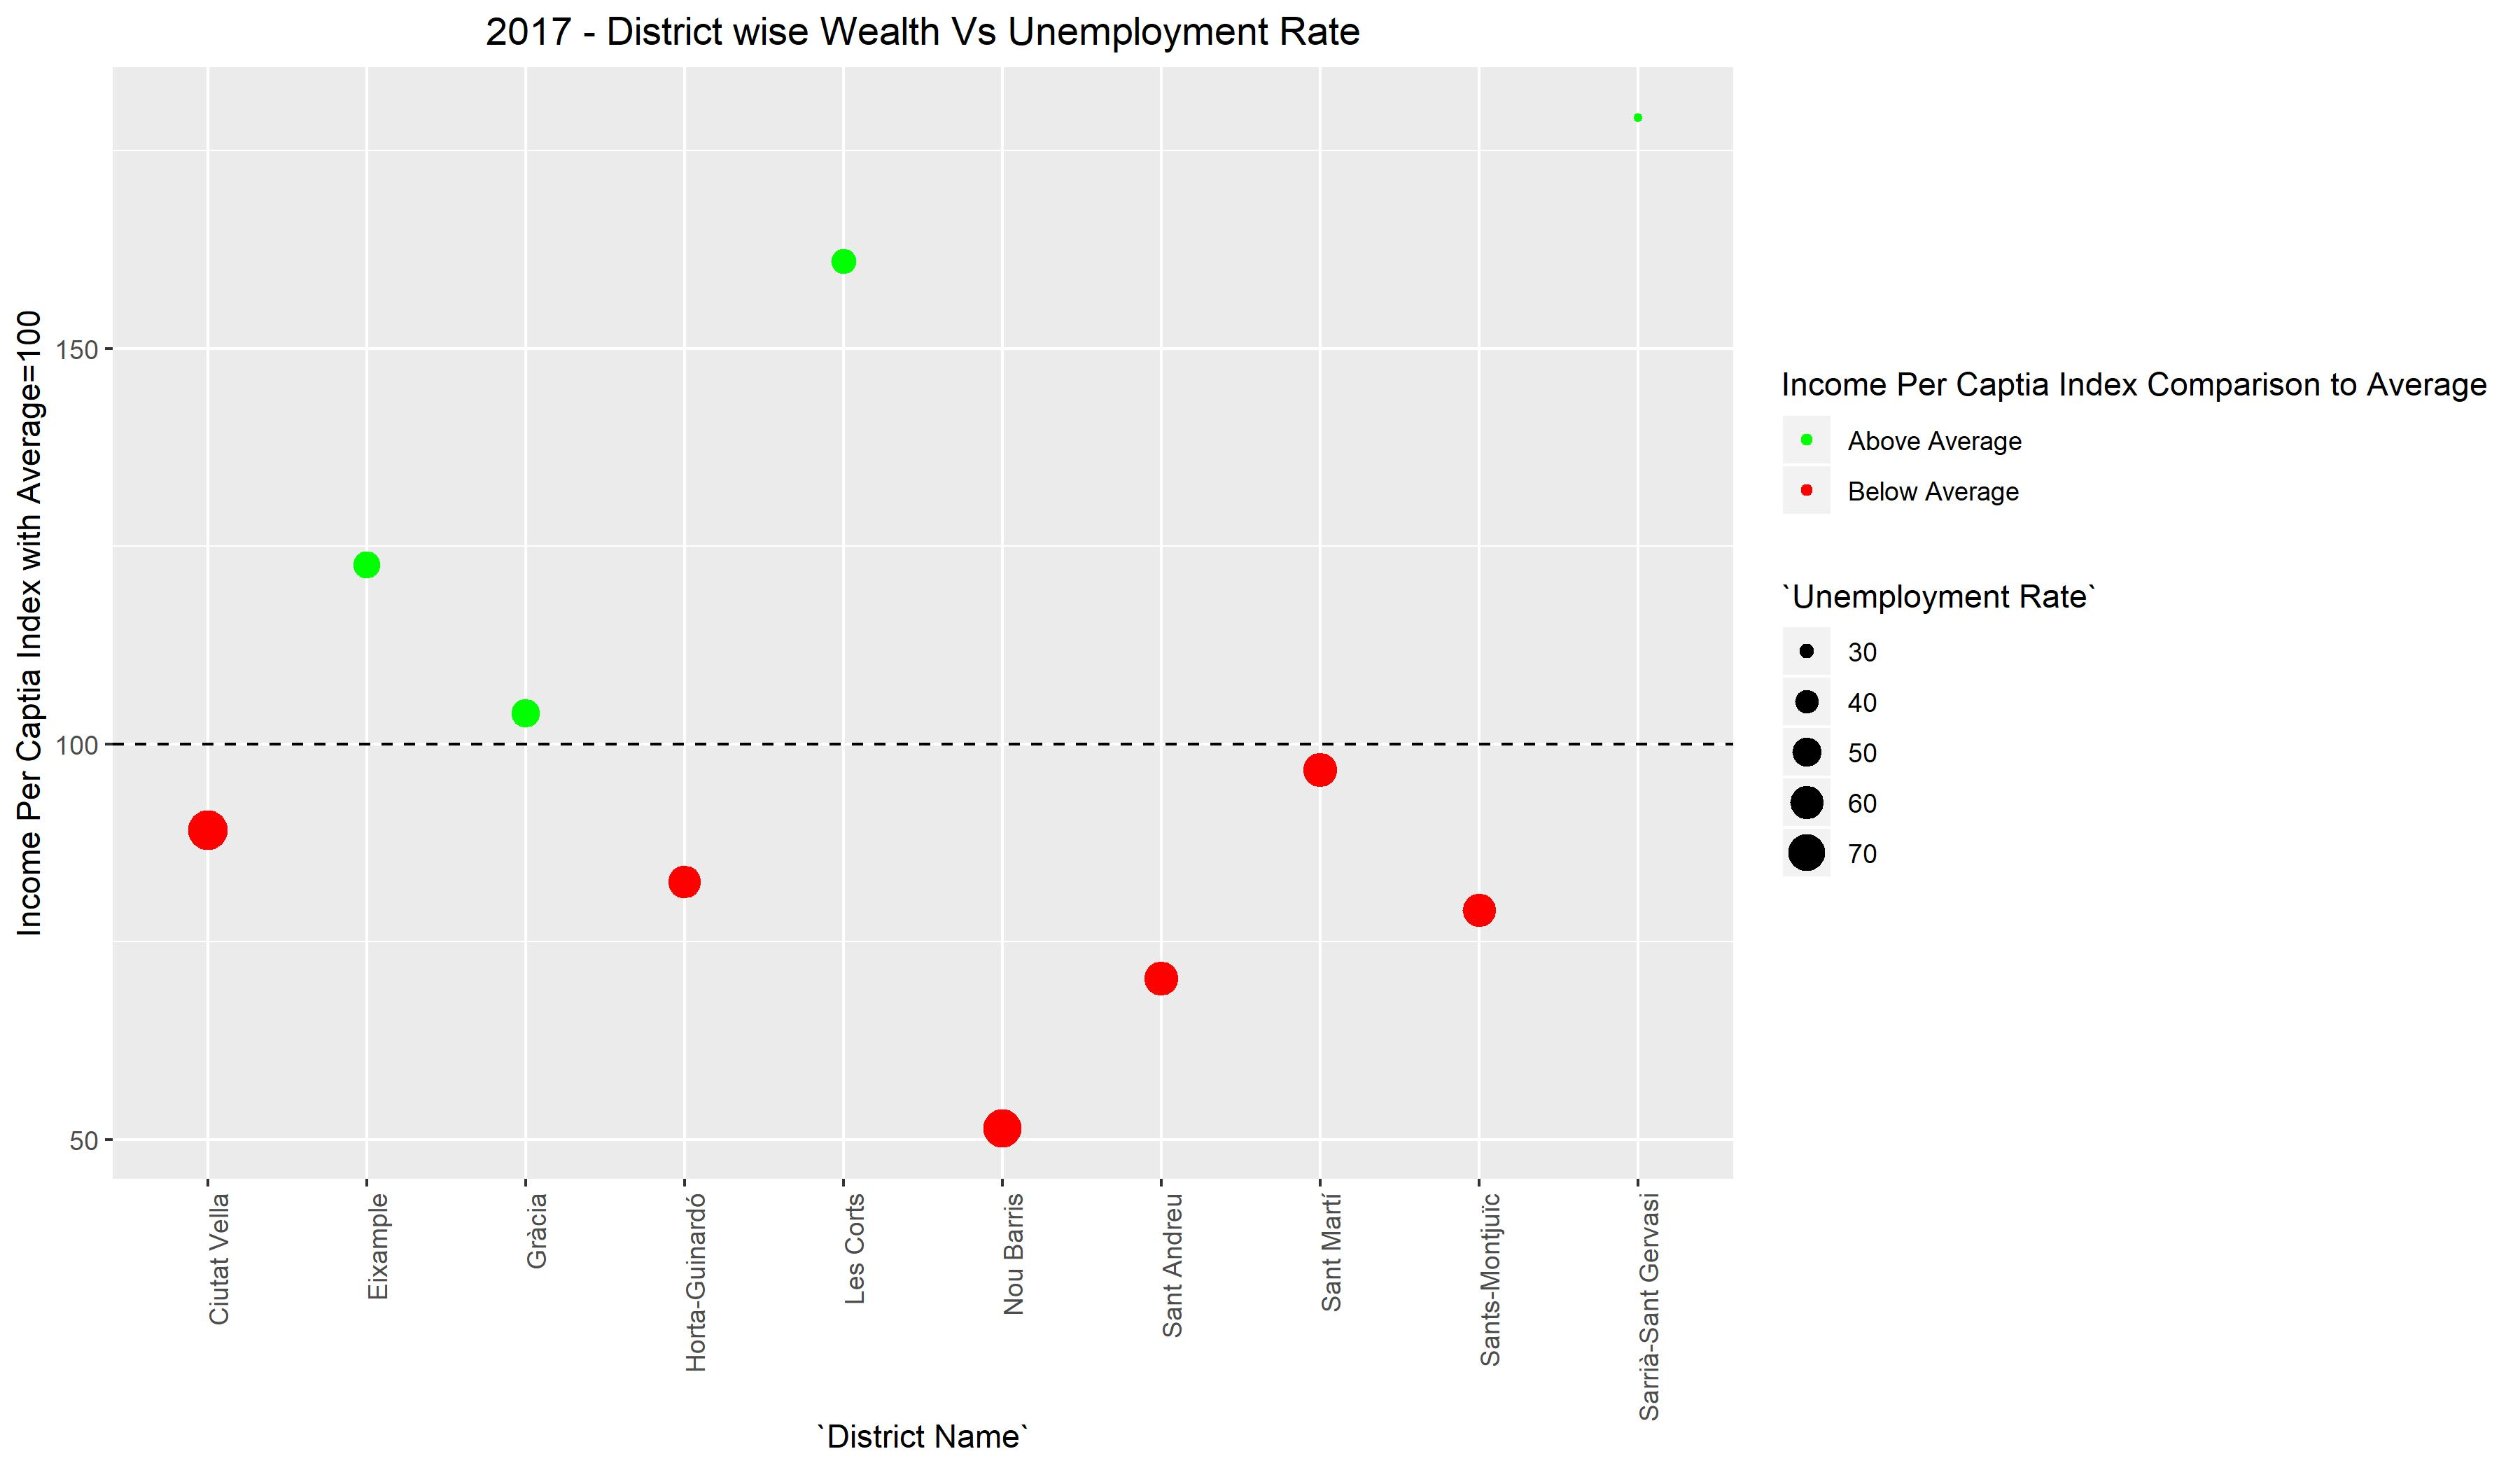 2017 - District wise Wealth Vs Unemployment Rate
Income Per Captia Index with Average=100
150
100
50
Ciutat Vella
Eixample
Gràcia
Horta-Guinardó
Les Corts
Nou Barris
Sant Andreu
Sant Martí
Sants-Montjuïc
Sarrià-Sant Gervasi
`District Name`
Income Per Captia Index Comparison to Average
Above Average
Below Average
`Unemployment Rate`
30
40
50
60
70